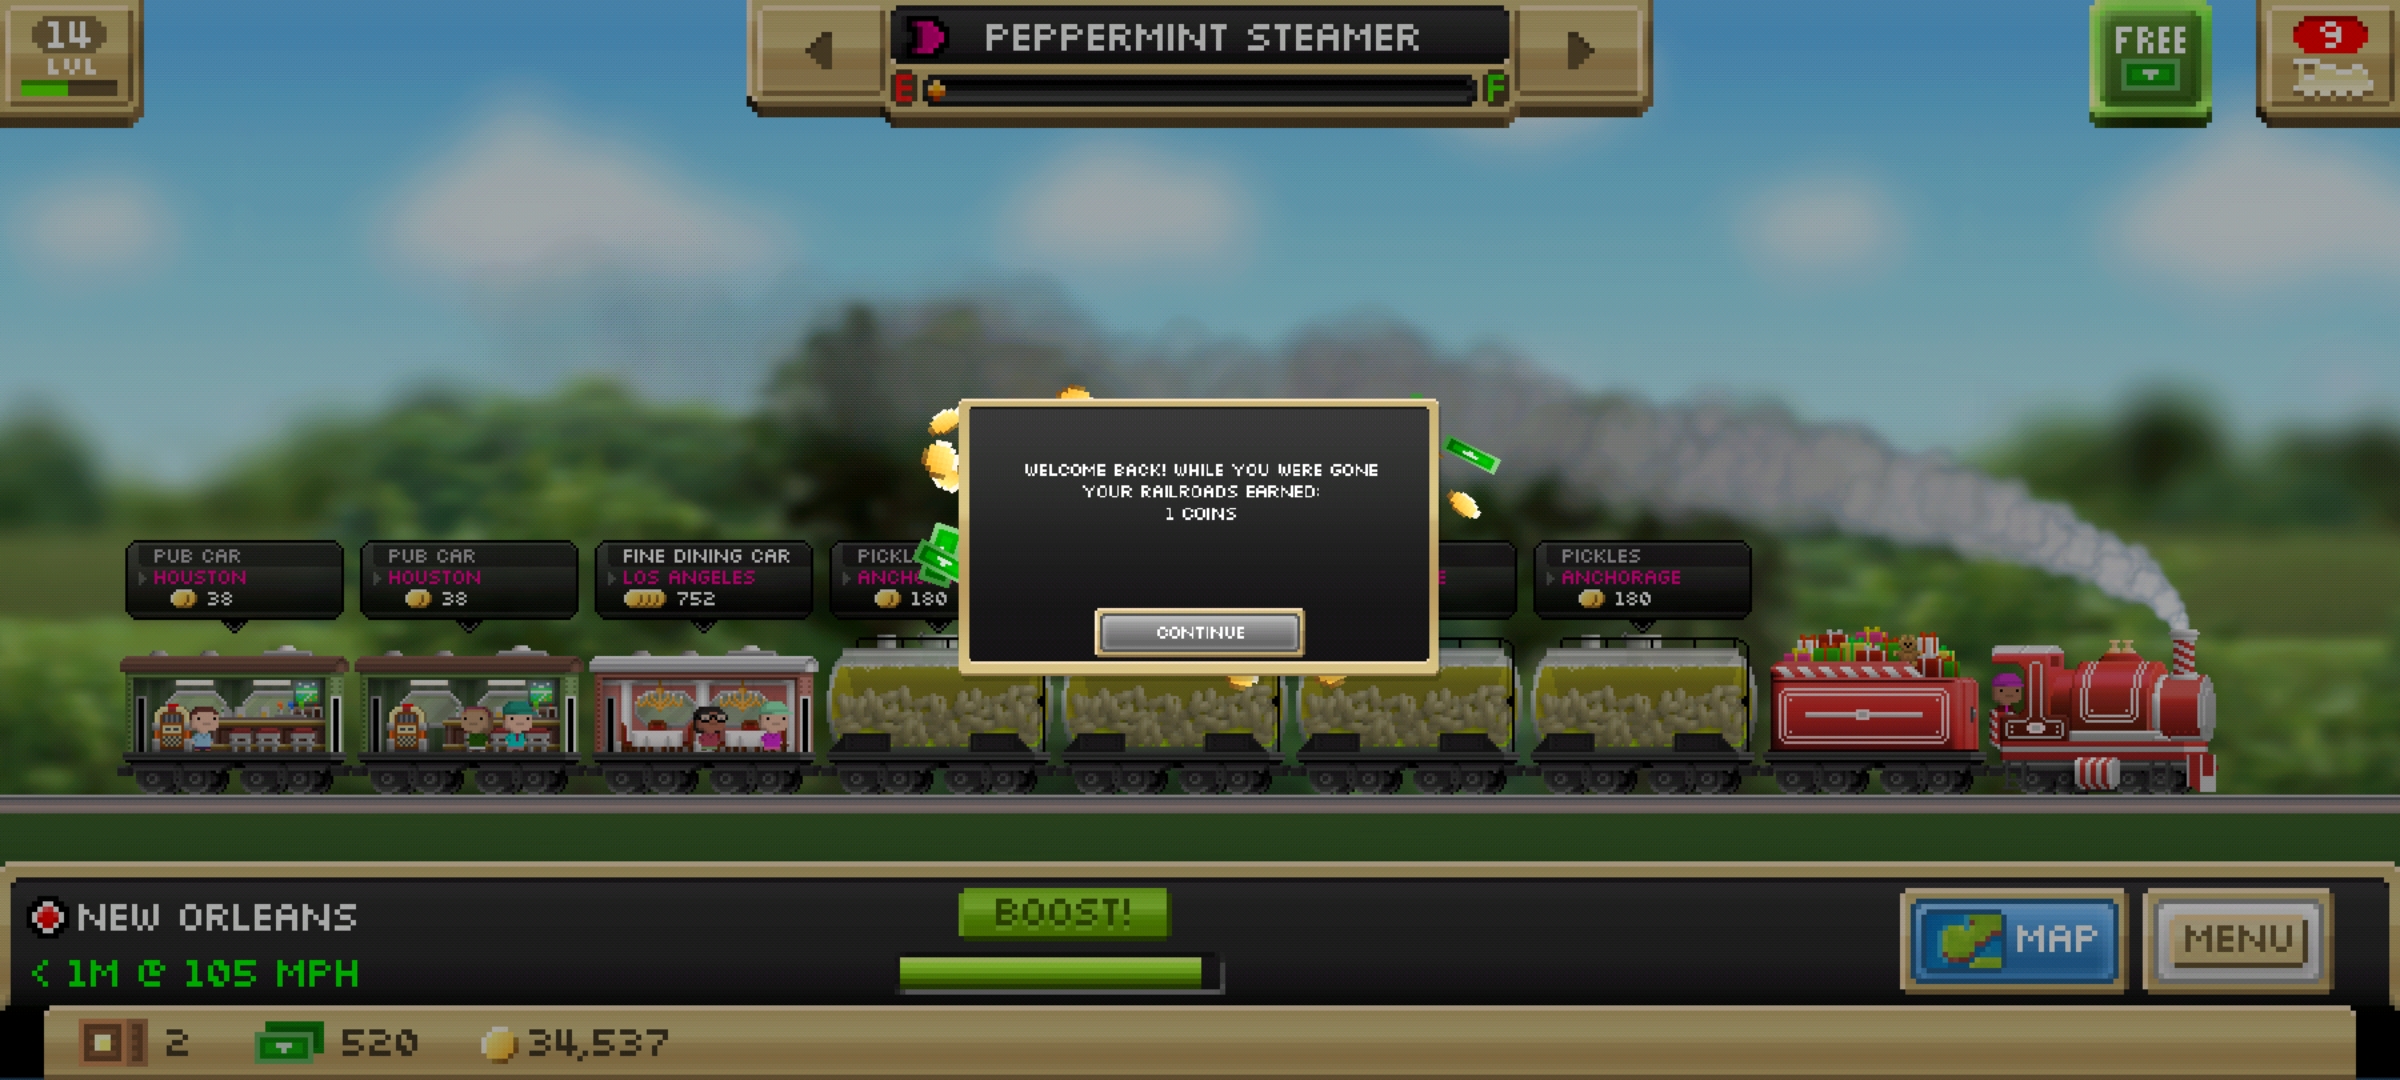 14
LVL
PEPPERMINT STEAMER
E
F
FREE
9
WELCOME BACK! WHILE YOU WERE GONE
YOUR RAILROADS EARNED:
1 COINS
CONTINUE
PUB CAR
HOUSTON
38
PUB CAR
HOUSTON
38
FINE DINING CAR
LOS ANGELES
752
180
PICKLES
ANCHORAGE
180
NEW ORLEANS
< 1M @ 105 MPH
BOOST!
MAP
MENU
2
520
34,537